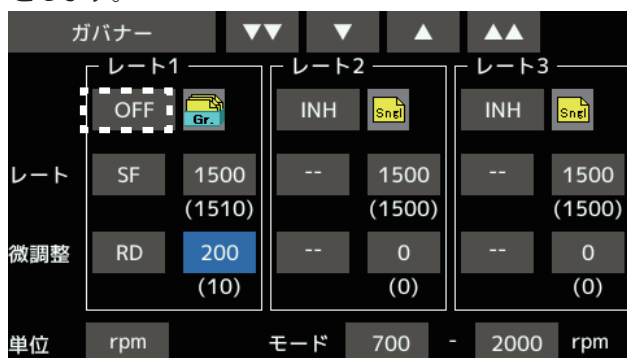 ガバナー ▼▼ ▼ ▲ ▲▲
レート1 レート2 レート3
OFF Gr. INH Sngl INH Sngl
レート SF 1500 -- 1500 -- 1500
(1510) (1500) (1500)
微調整 RD 200 -- 0 -- 0
(10) (0) (0)
単位 rpm モード 700 - 2000 rpm